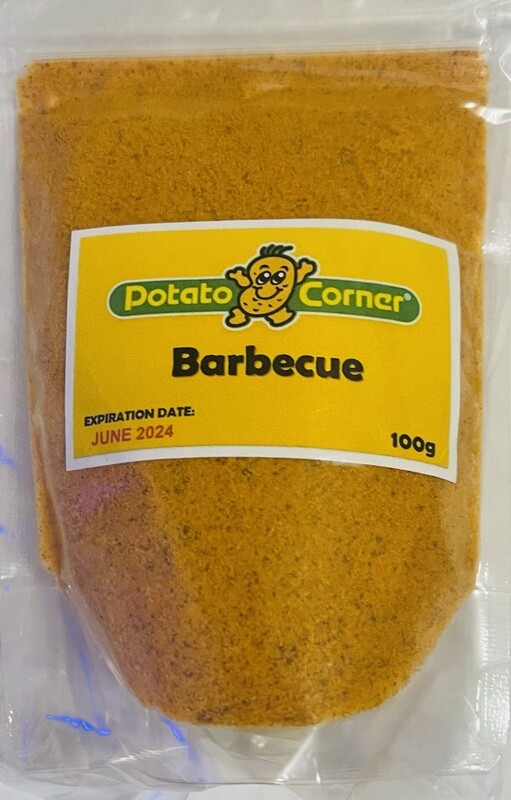 Potato Corner®
Barbecue
EXPIRATION DATE:
JUNE 2024
100g